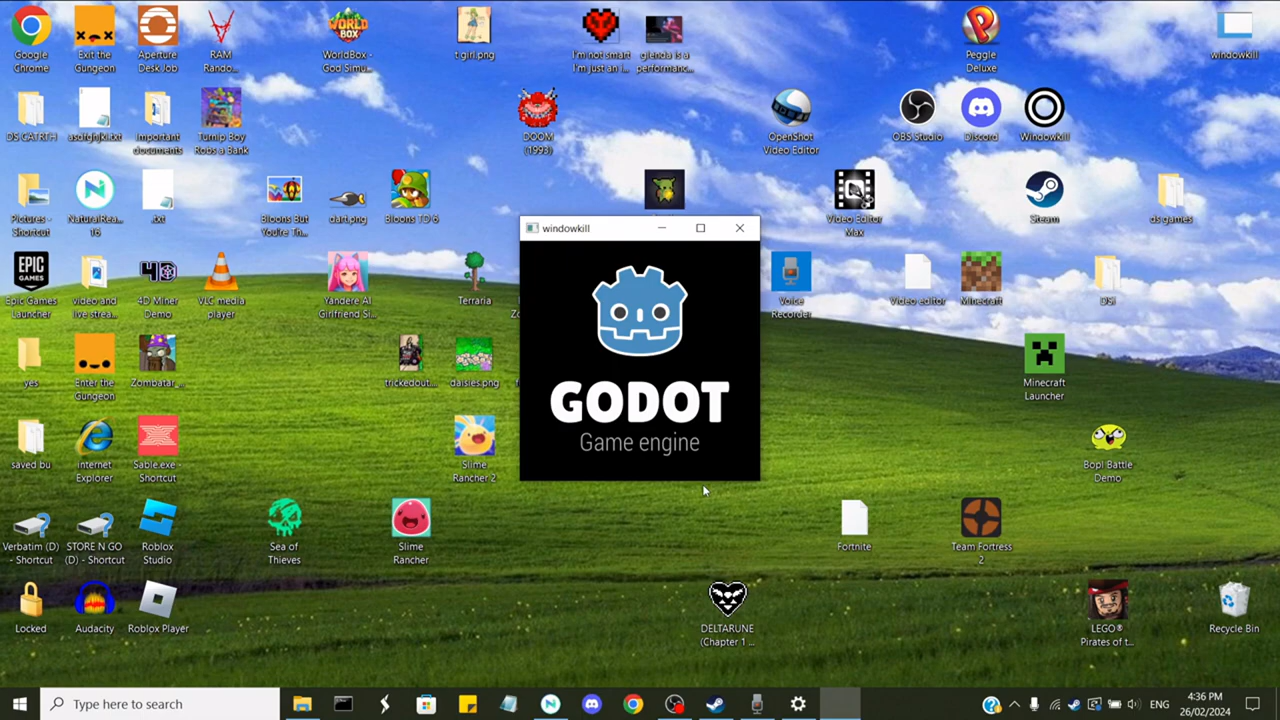 Google
Chrome
Exit the
Gungeon
Aperture
Desk Job
RAM
Rando...
WorldBox -
God Simu...
t girl.png
I'm not smart
I'm just an i...
glenda is a
performanc...
Peggle
Deluxe
windowkill
DS CATRTH
asdfghjkl.txt
Important
documents
Turnip Boy
Robs a Bank
DOOM
(1993)
OpenShot
Video Editor
OBS Studio
Discord
Windowkill
Pictures -
Shortcut
NaturalRea...
16
.txt
Bloons But
You're Th...
dart.png
Bloons TD 6
Video Editor
Max
Steam
ds games
windowkill
GODOT
Game engine
Epic Games
Launcher
video and
live strea...
4D Miner
Demo
VLC media
player
Yandere AI
Girlfriend Si...
Terraria
Voice
Recorder
Video editor
Minecraft
DSi
yes
Enter the
Gungeon
Zombatar ...
trickedout...
daisies.png
Minecraft
Launcher
saved bu
Internet
Explorer
Sable.exe -
Shortcut
Slime
Rancher 2
Bopl Battle
Demo
Verbatim (D)
- Shortcut
STORE N GO
(D) - Shortcut
Roblox
Studio
Sea of
Thieves
Slime
Rancher
Fortnite
Team Fortress
2
Locked
Audacity
Roblox Player
DELTARUNE
(Chapter 1 ...
LEGO®
Pirates of t...
Recycle Bin
Type here to search
ENG
4:36 PM
26/02/2024